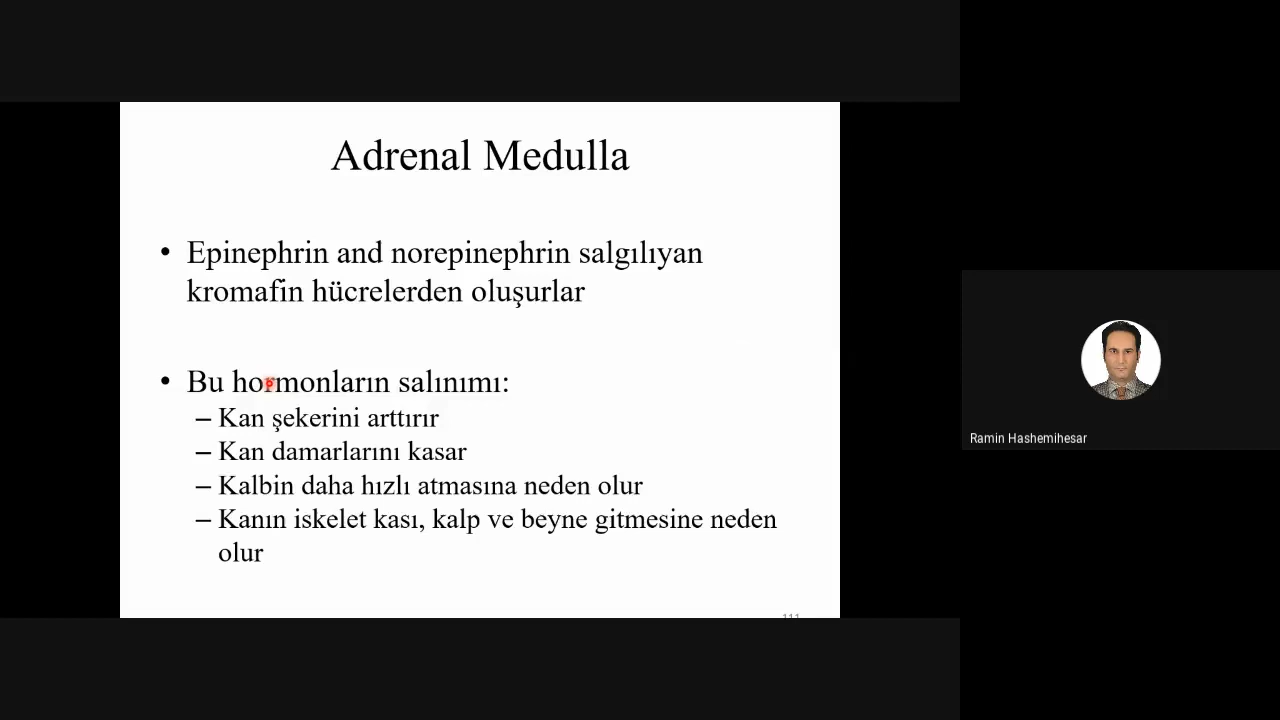 Adrenal Medulla
• Epinephrin and norepinephrin salgılıyan
kromafin hücrelerden oluşurlar
• Bu hormonların salınımı:
– Kan şekerini arttırır
– Kan damarlarını kasar
– Kalbin daha hızlı atmasına neden olur
– Kanın iskelet kası, kalp ve beyne gitmesine neden
olur
111
Ramin Hashemihesar